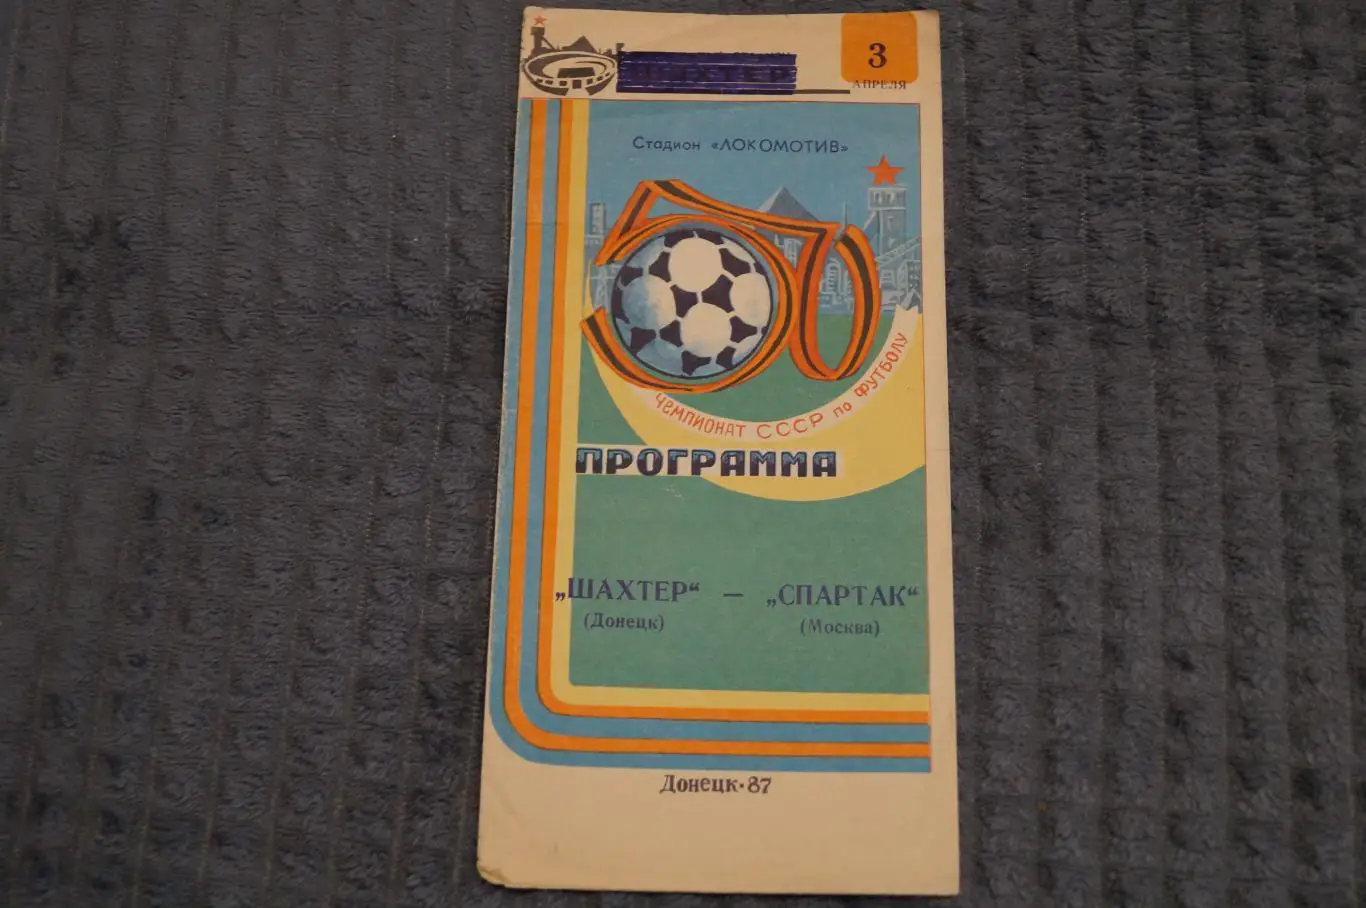 ШАХТЕР
3
АПРЕЛЯ
Стадион «ЛОКОМОТИВ»
50
ЧЕМПИОНАТ СССР ПО ФУТБОЛУ
ПРОГРАММА
„ШАХТЕР“ — „СПАРТАК“
(Донецк) (Москва)
Донецк·87